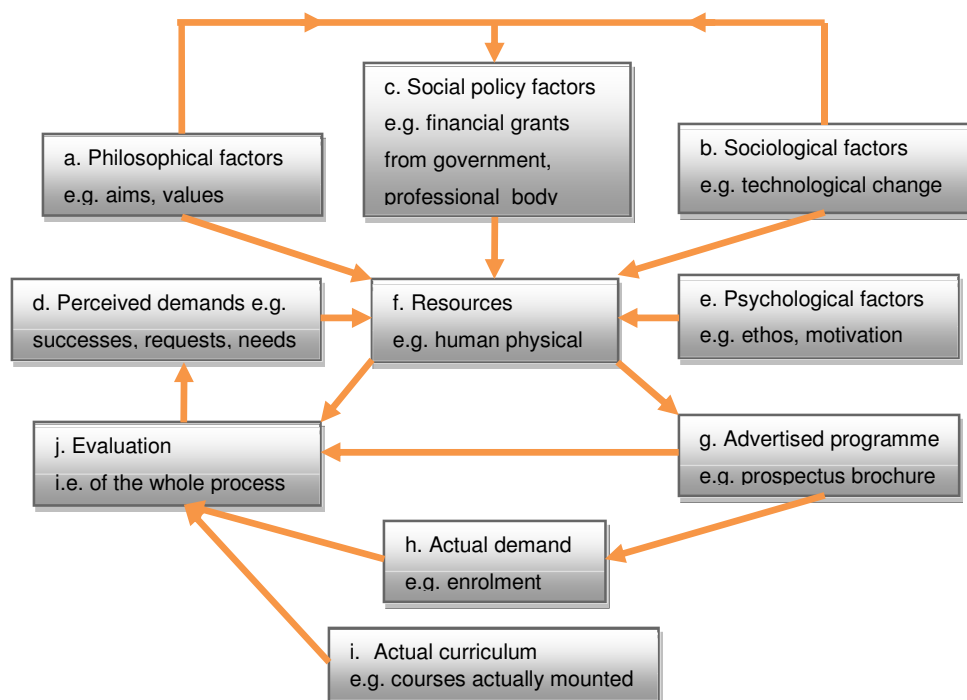 c. Social policy factors
e.g. financial grants
from government,
professional body
a. Philosophical factors
e.g. aims, values
b. Sociological factors
e.g. technological change
d. Perceived demands e.g.
successes, requests, needs
f. Resources
e.g. human physical
e. Psychological factors
e.g. ethos, motivation
j. Evaluation
i.e. of the whole process
g. Advertised programme
e.g. prospectus brochure
h. Actual demand
e.g. enrolment
i. Actual curriculum
e.g. courses actually mounted